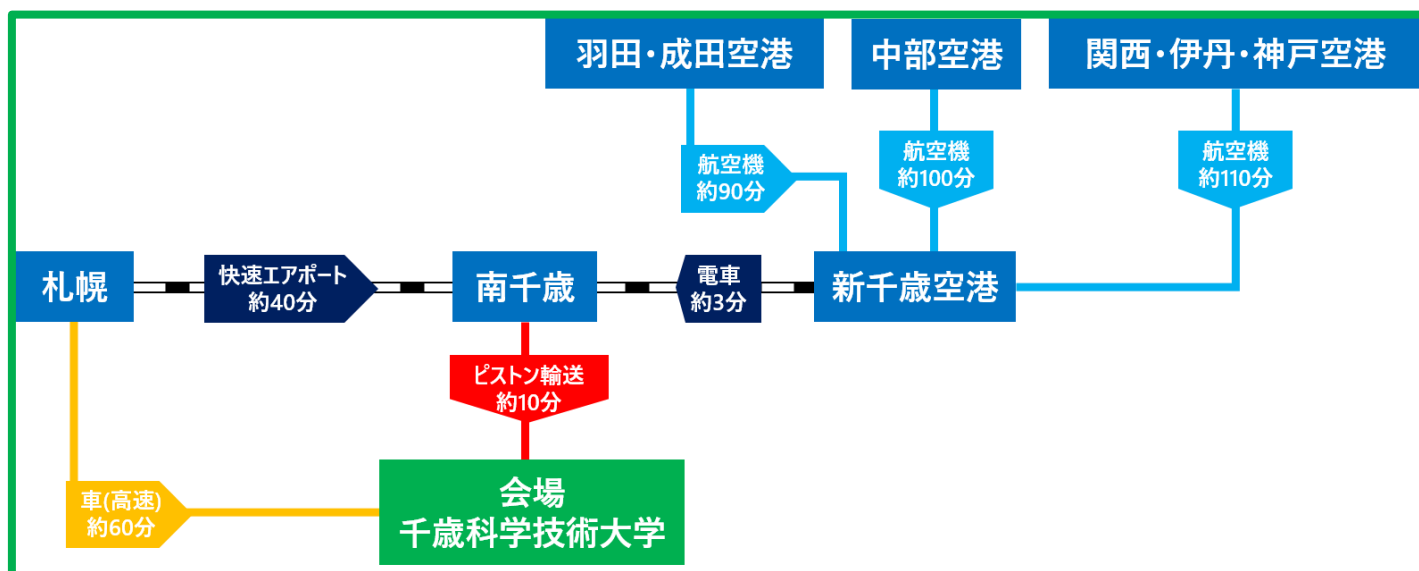 羽田・成田空港
中部空港
関西・伊丹・神戸空港
航空機
約90分
航空機
約100分
航空機
約110分
札幌
快速エアポート
約40分
南千歳
電車
約3分
新千歳空港
ピストン輸送
約10分
車(高速)
約60分
会場
千歳科学技術大学